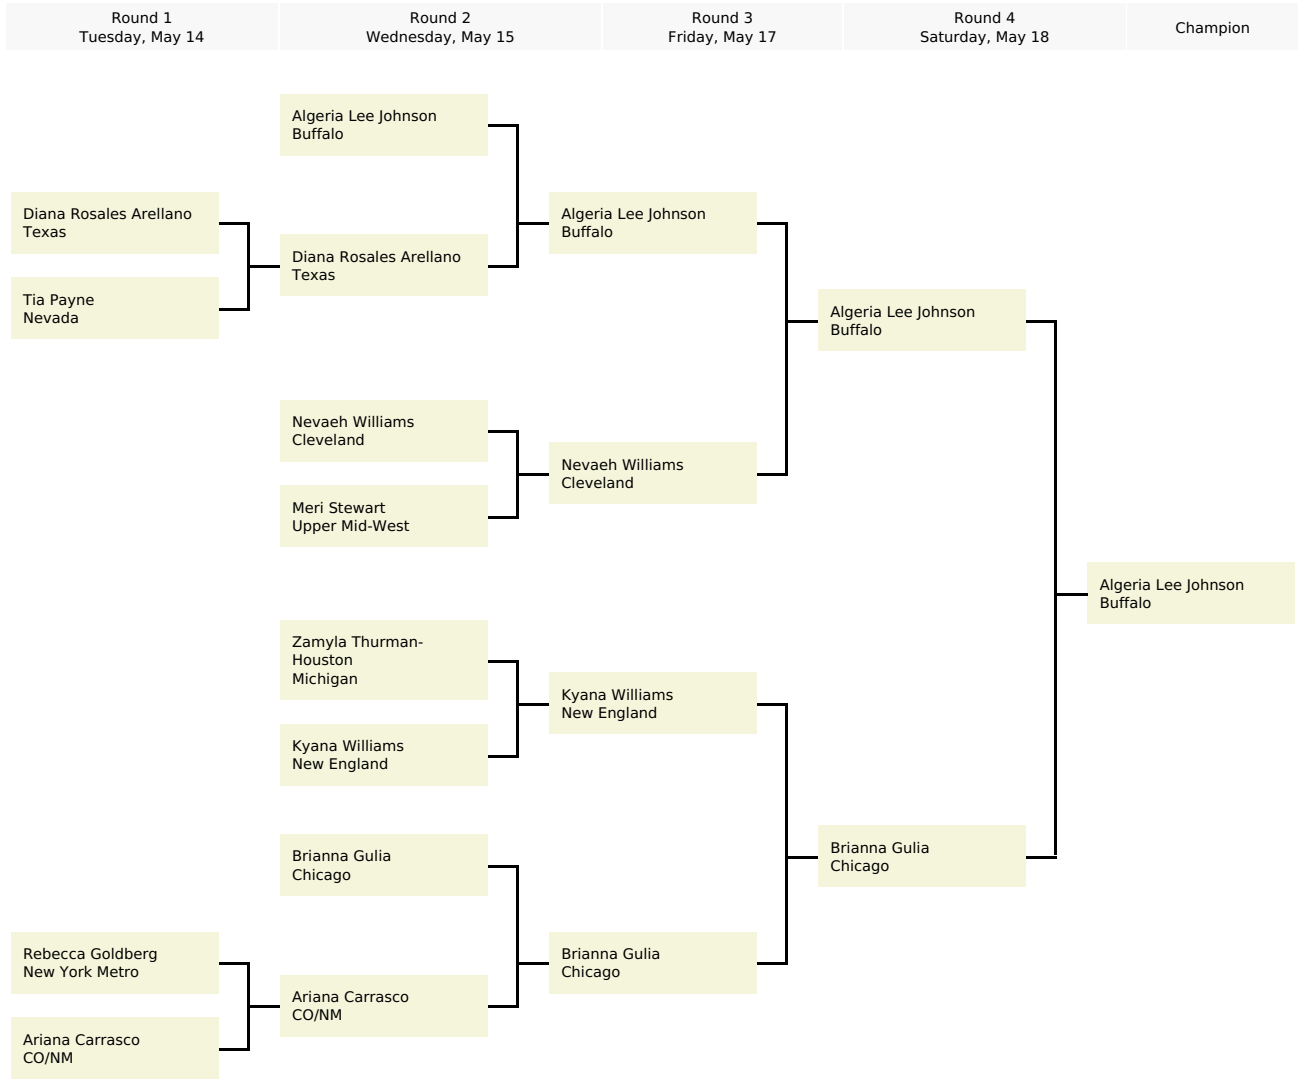 Round 1
Tuesday, May 14
Round 2
Wednesday, May 15
Round 3
Friday, May 17
Round 4
Saturday, May 18
Champion
Diana Rosales Arellano
Texas
Tia Payne
Nevada
Rebecca Goldberg
New York Metro
Ariana Carrasco
CO/NM
Algeria Lee Johnson
Buffalo
Diana Rosales Arellano
Texas
Nevaeh Williams
Cleveland
Meri Stewart
Upper Mid-West
Zamyla Thurman-
Houston
Michigan
Kyana Williams
New England
Brianna Gulia
Chicago
Ariana Carrasco
CO/NM
Algeria Lee Johnson
Buffalo
Nevaeh Williams
Cleveland
Kyana Williams
New England
Brianna Gulia
Chicago
Algeria Lee Johnson
Buffalo
Brianna Gulia
Chicago
Algeria Lee Johnson
Buffalo